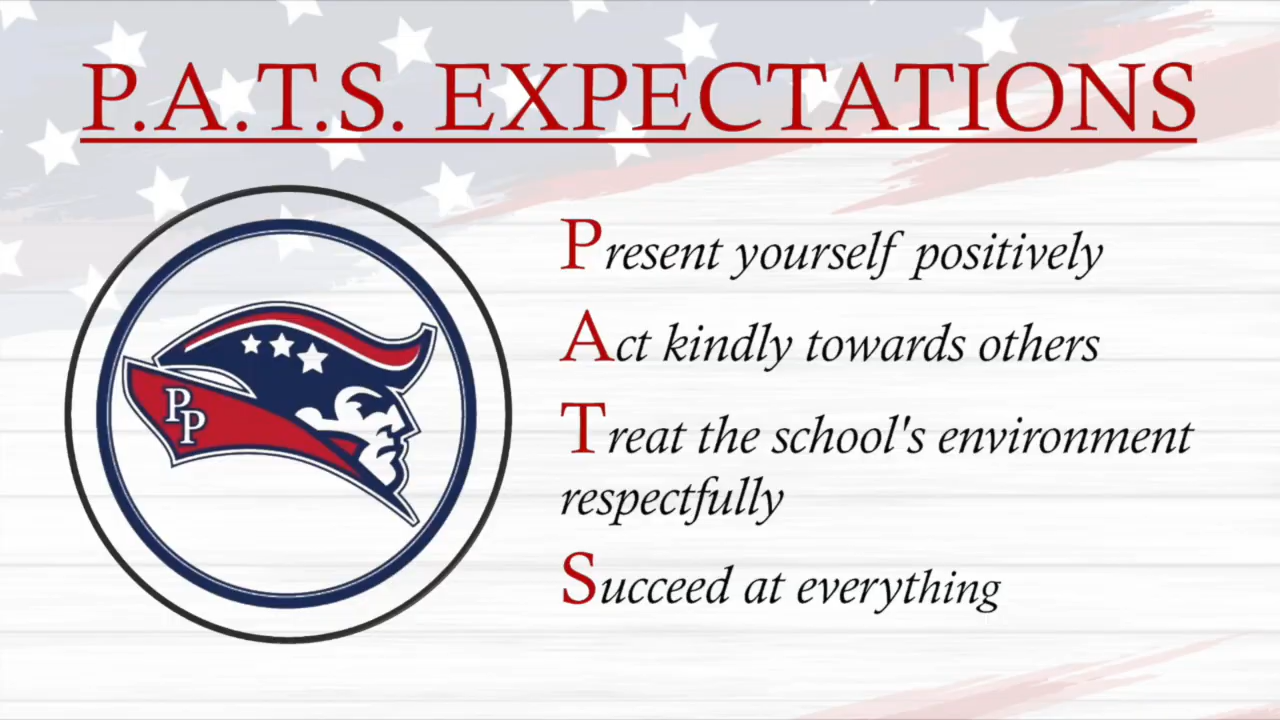 P.A.T.S. EXPECTATIONS
Present yourself positively
Act kindly towards others
Treat the school's environment
respectfully
Succeed at everything
PP